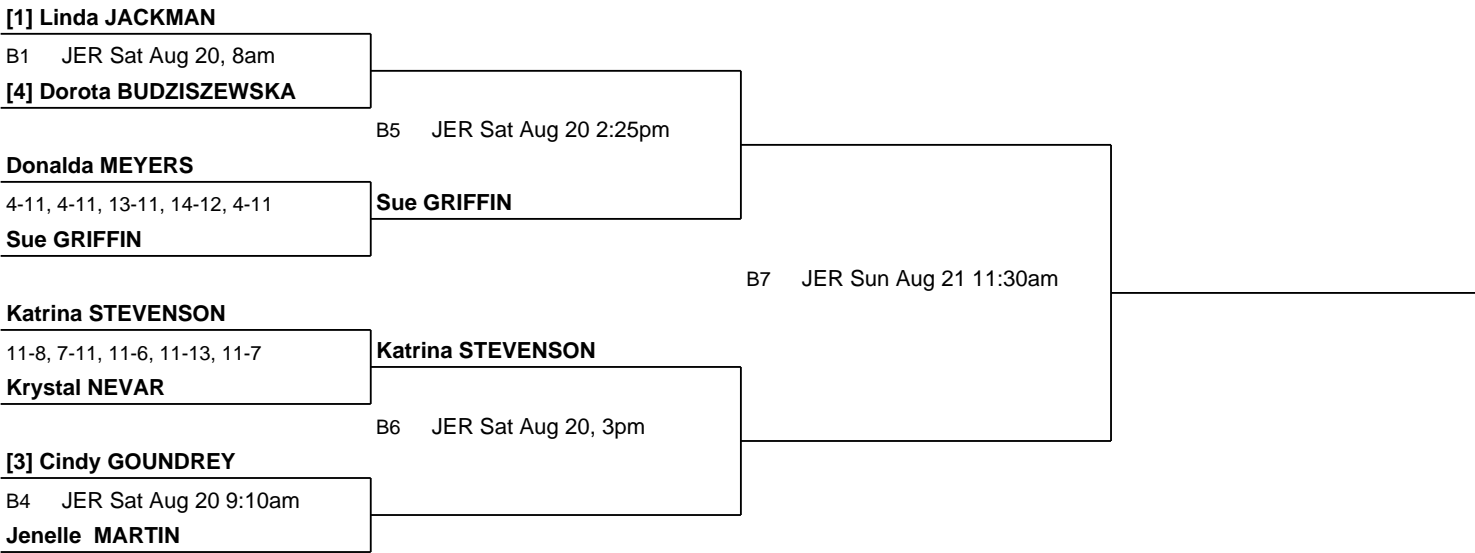 [1] Linda JACKMAN
B1 JER Sat Aug 20, 8am
[4] Dorota BUDZISZEWSKA
B5 JER Sat Aug 20 2:25pm
Donalda MEYERS
4-11, 4-11, 13-11, 14-12, 4-11
Sue GRIFFIN
Sue GRIFFIN
B7 JER Sun Aug 21 11:30am
Katrina STEVENSON
11-8, 7-11, 11-6, 11-13, 11-7
Katrina STEVENSON
Krystal NEVAR
B6 JER Sat Aug 20, 3pm
[3] Cindy GOUNDREY
B4 JER Sat Aug 20 9:10am
Jenelle MARTIN